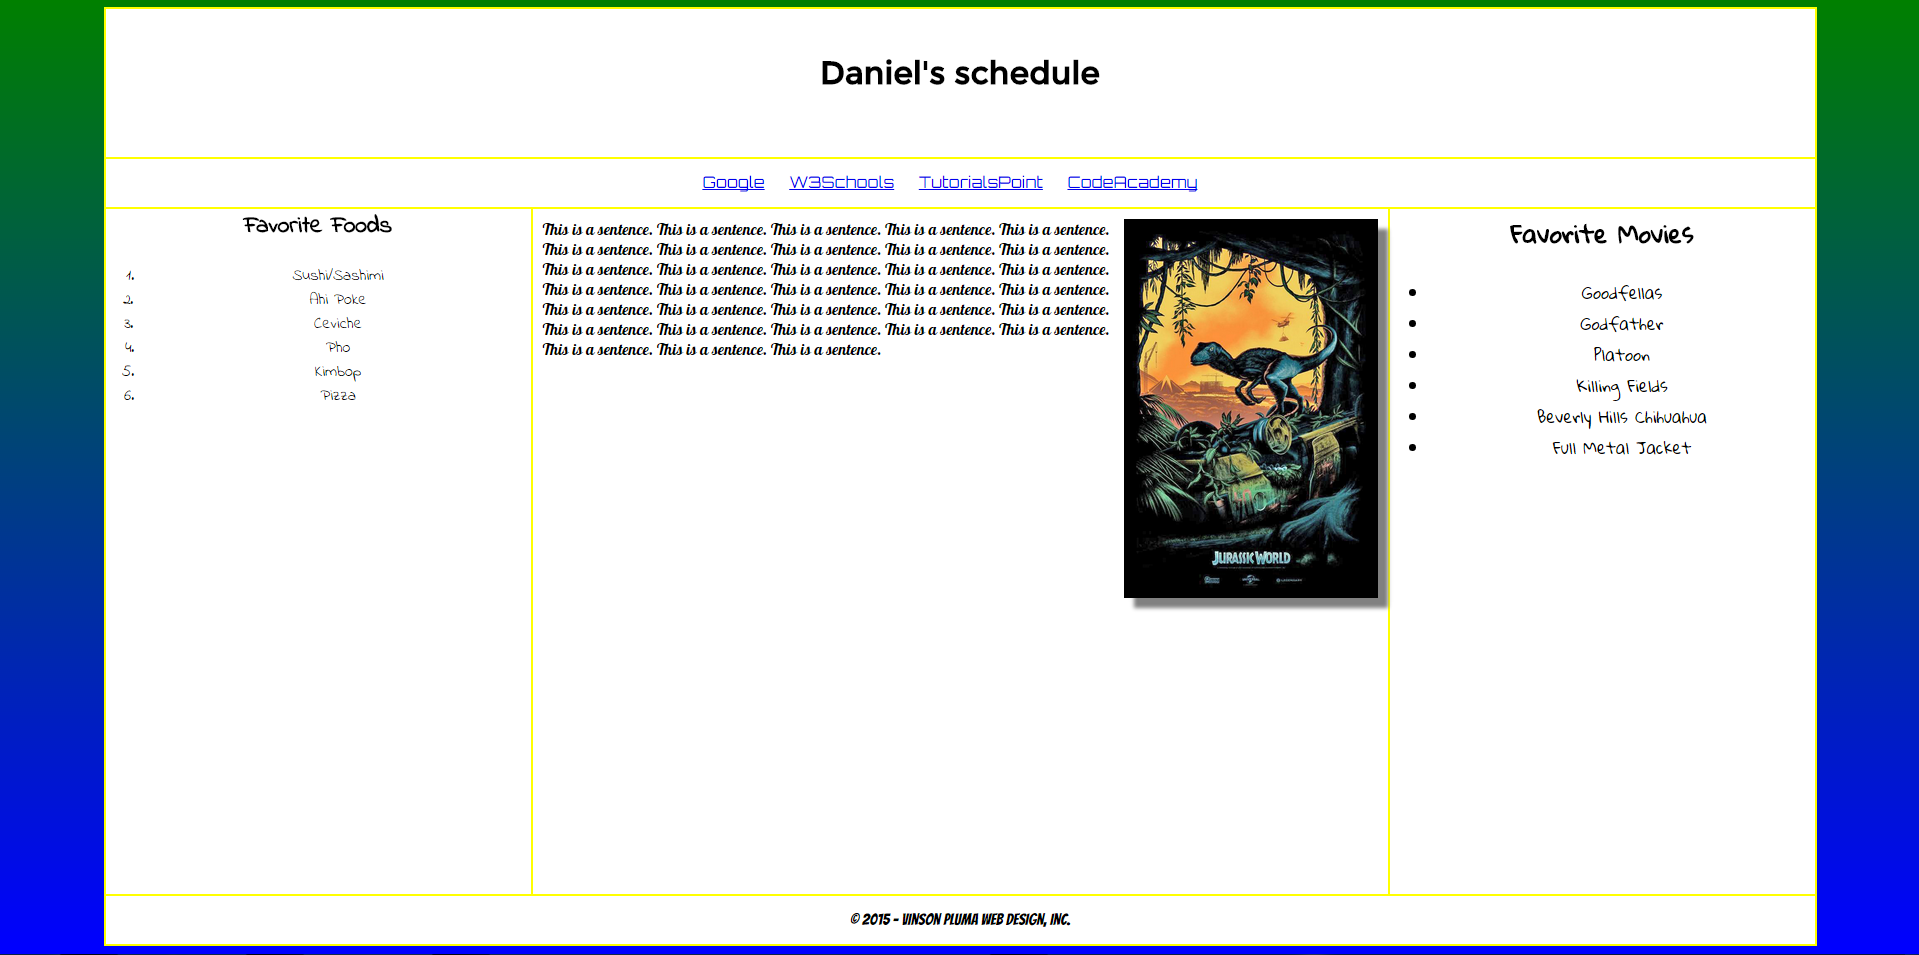 Daniel's schedule
Google W3Schools TutorialsPoint CodeAcademy
Favorite Foods
1. Sushi/Sashimi
2. Ahi Poke
3. Ceviche
4. Pho
5. Kimbop
6. Pizza
This is a sentence. This is a sentence. This is a sentence. This is a sentence. This is a sentence.
This is a sentence. This is a sentence. This is a sentence. This is a sentence. This is a sentence.
This is a sentence. This is a sentence. This is a sentence. This is a sentence. This is a sentence.
This is a sentence. This is a sentence. This is a sentence. This is a sentence. This is a sentence.
This is a sentence. This is a sentence. This is a sentence. This is a sentence. This is a sentence.
This is a sentence. This is a sentence. This is a sentence. This is a sentence. This is a sentence.
This is a sentence. This is a sentence. This is a sentence.
JURASSIC WORLD
Favorite Movies
• Goodfellas
• Godfather
• Platoon
• Killing Fields
• Beverly Hills Chihuahua
• Full Metal Jacket
© 2015 - VINSON PLUMA WEB DESIGN, INC.